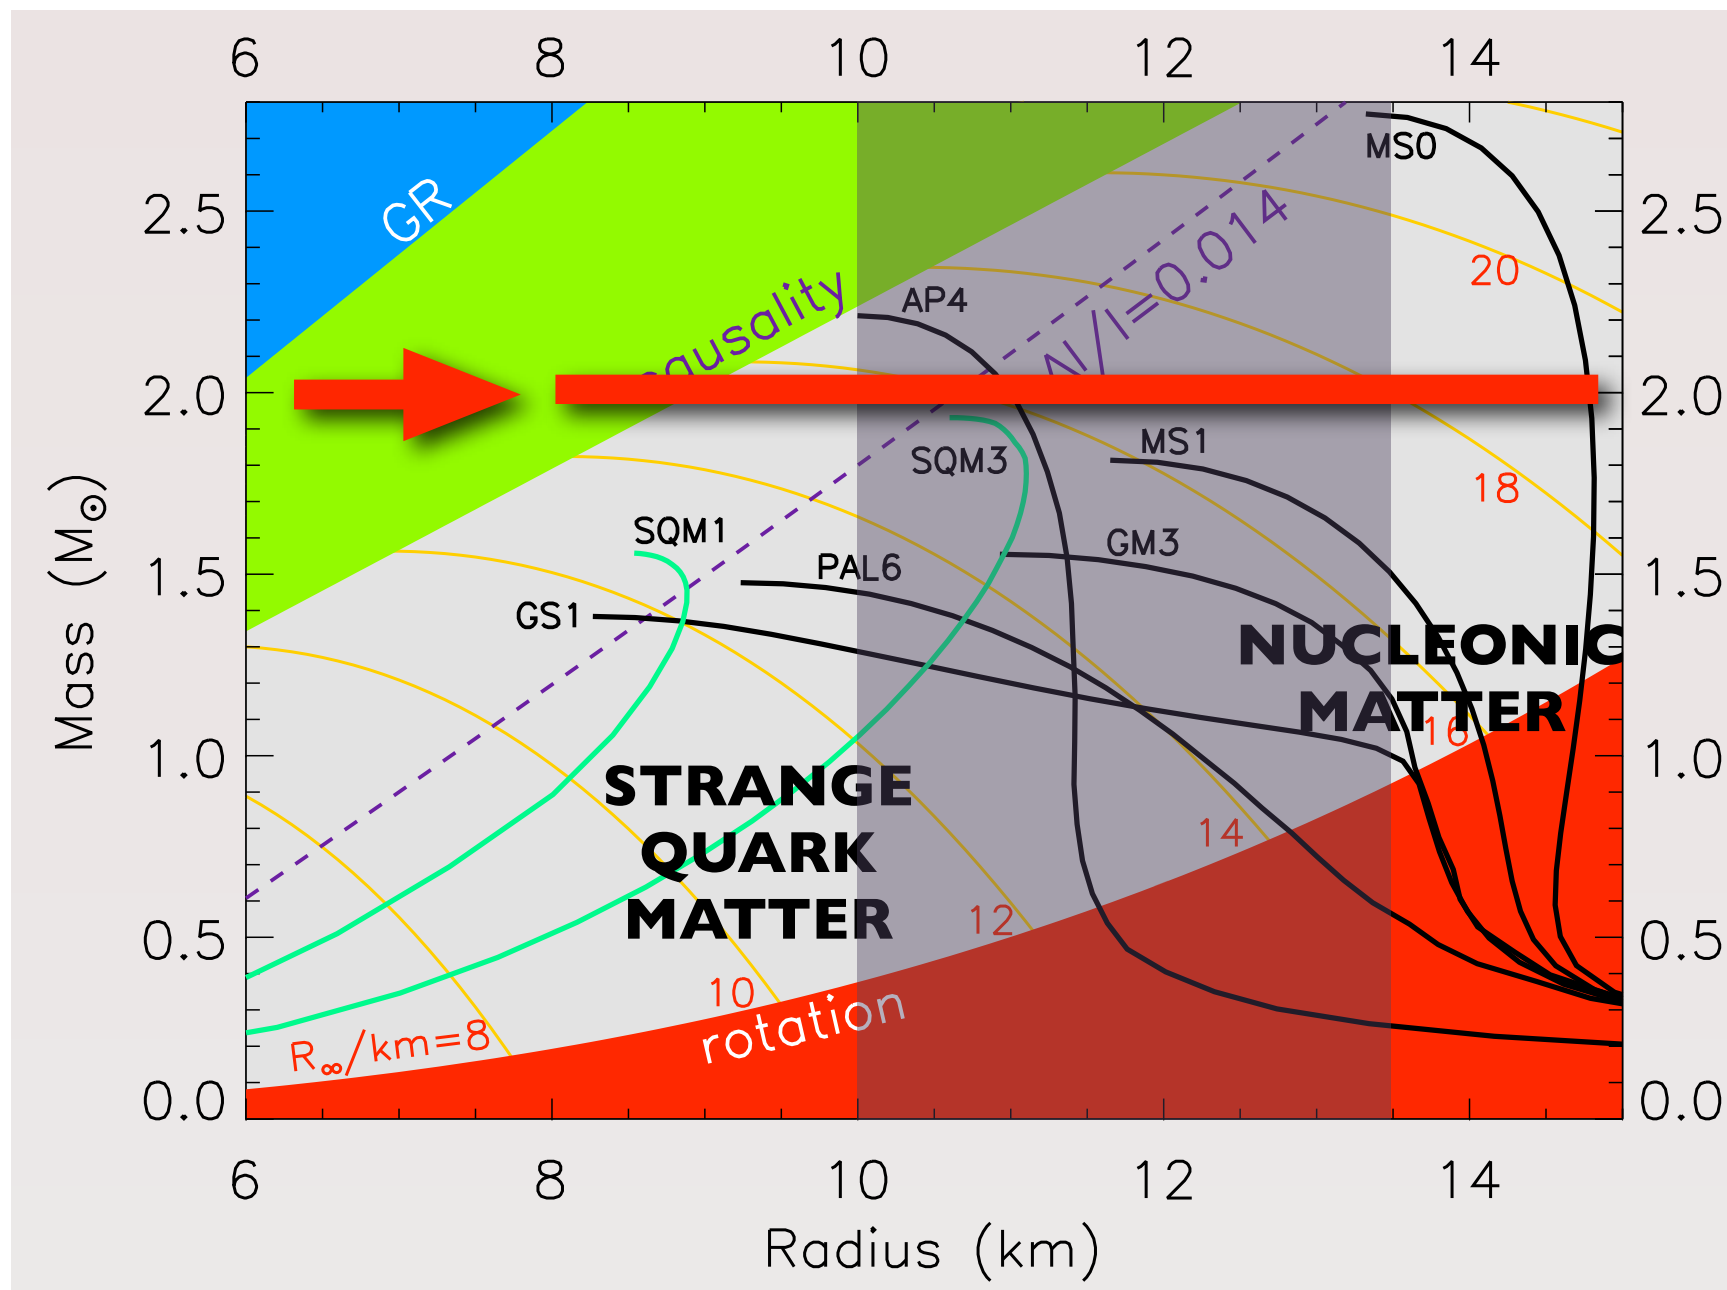 6 8 10 12 14
MS0
GR
2.5 2.5
20
causality
ΔI/I=0.014
AP4
2.0 2.0
MS1
SQM3
18
SQM1
GM3
PAL6
1.5 1.5
GS1
Mass (M☉)
NUCLEONIC
MATTER
16
1.0 1.0
STRANGE
QUARK
MATTER
14
12
0.5 0.5
10
rotation
R∞/km=8
0.0 0.0
6 8 10 12 14
Radius (km)